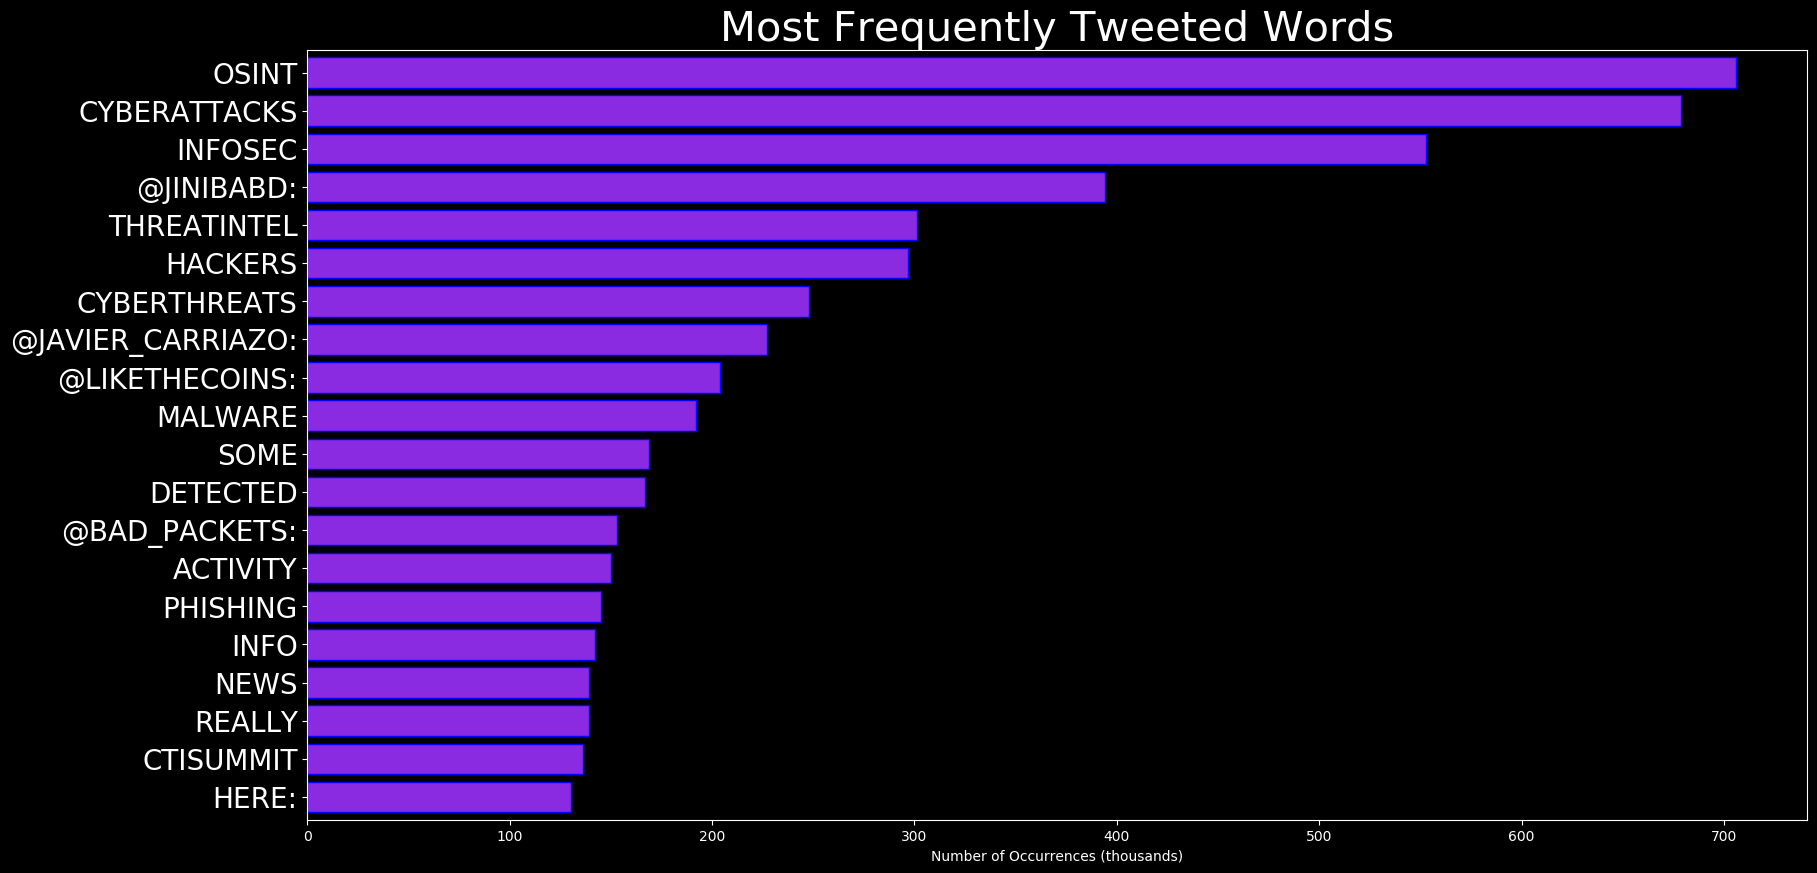 Most Frequently Tweeted Words
OSINT
CYBERATTACKS
INFOSEC
@JINIBABD:
THREATINTEL
HACKERS
CYBERTHREATS
@JAVIER_CARRIAZO:
@LIKETHECOINS:
MALWARE
SOME
DETECTED
@BAD_PACKETS:
ACTIVITY
PHISHING
INFO
NEWS
REALLY
CTISUMMIT
HERE:
0 100 200 300 400 500 600 700
Number of Occurrences (thousands)